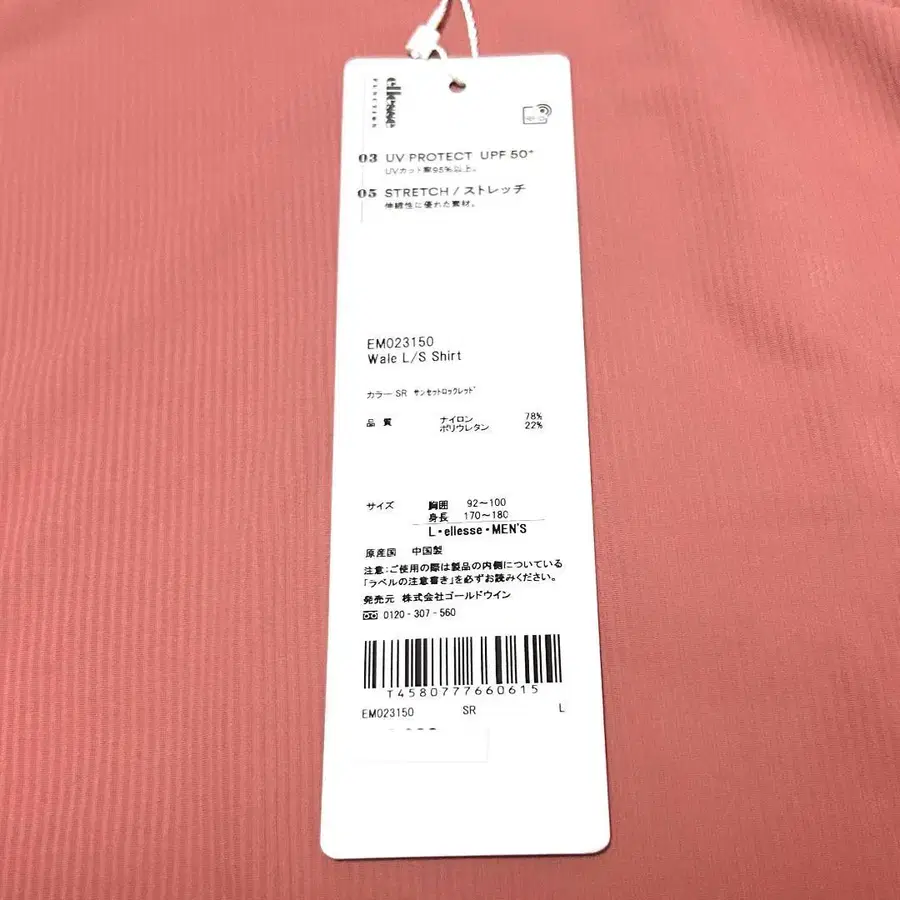 ellesse
FUNCTION
03 UV PROTECT UPF 50+
UVカット率95%以上。
05 STRETCH / ストレッチ
伸縮性に優れた素材。
EM023150
Wale L/S Shirt
カラー SR サンセットロックレッド
品 質 ナイロン 78%
ポリウレタン 22%
サイズ 胸囲 92～100
身長 170～180
L・ellesse・MEN'S
原産国 中国製
注意:ご使用の際は製品の内側についている
「ラベルの注意書き」を必ずお読みください。
発売元 株式会社ゴールドウイン
0120 - 307 - 560
T4580777660615
EM023150 SR L